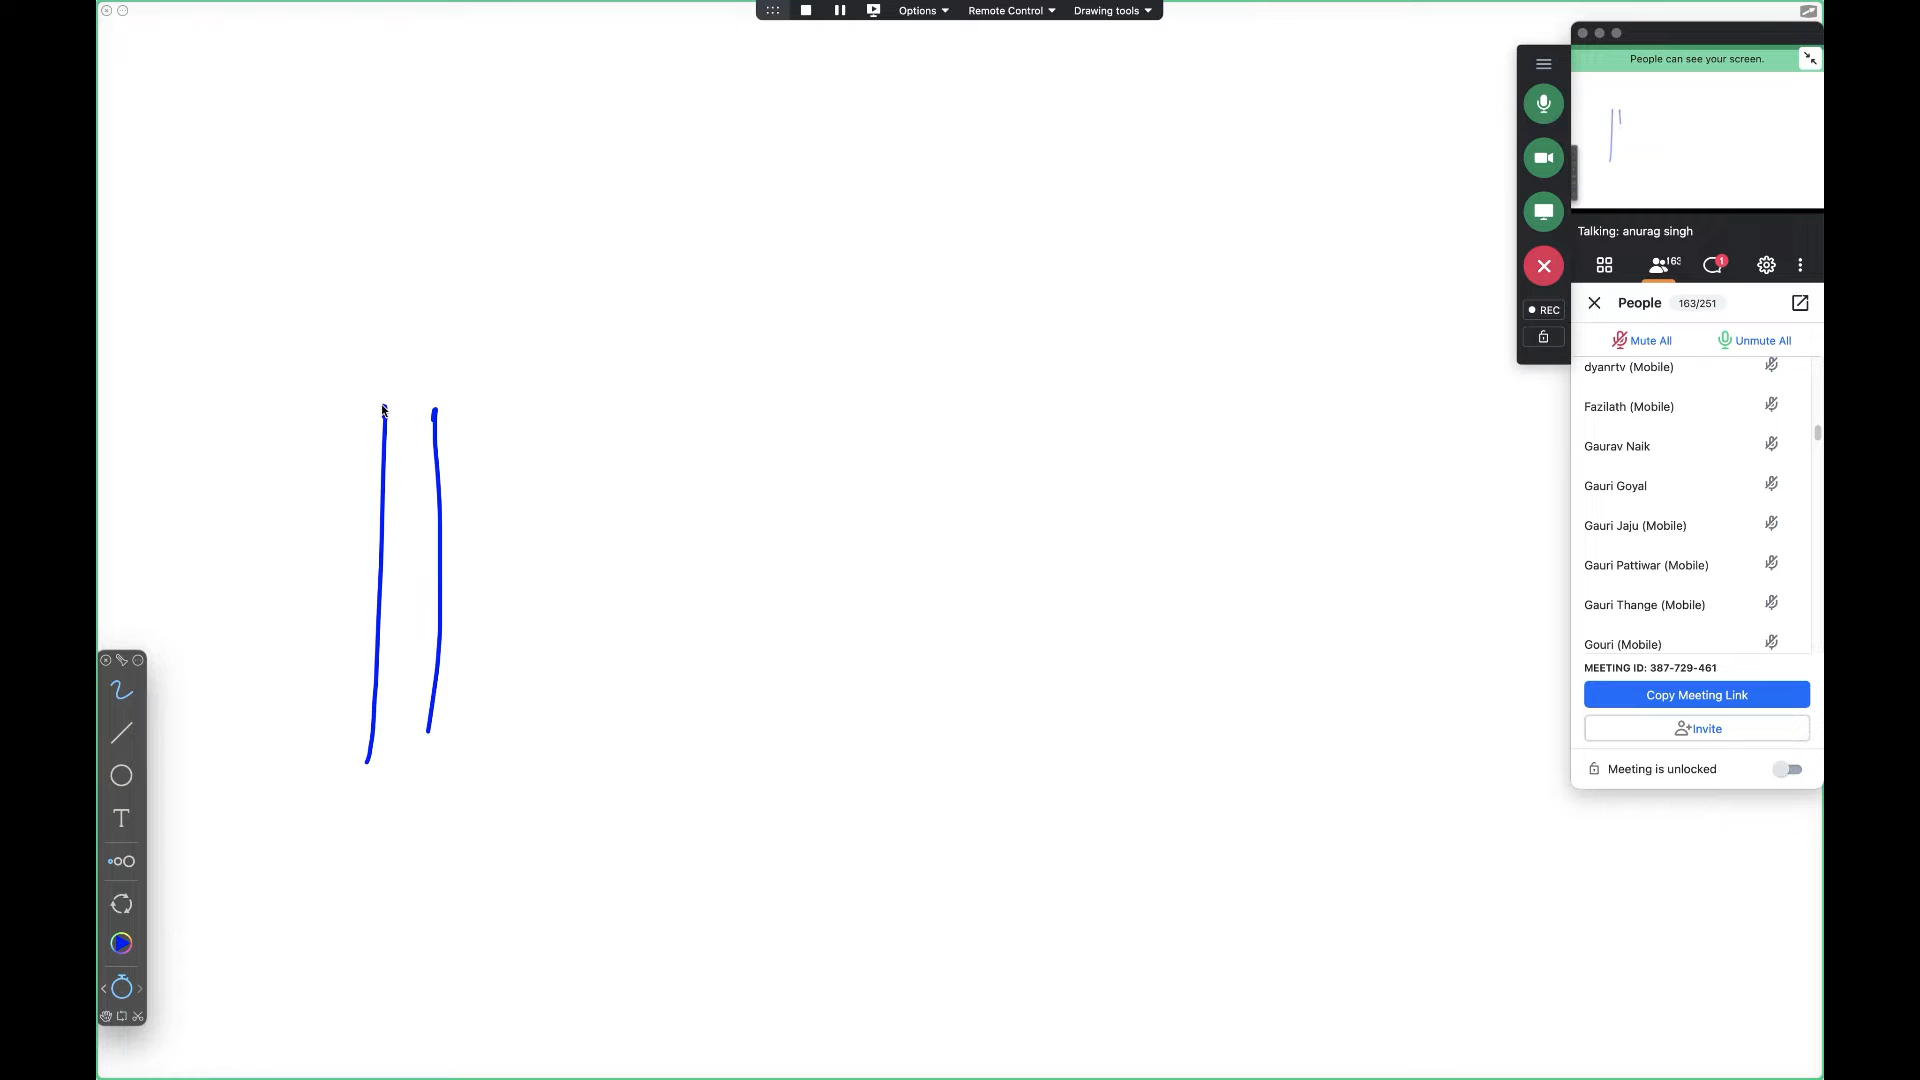 Options
Remote Control
Drawing tools
People can see your screen.
Talking: anurag singh
163
1
People 163/251
REC
Mute All
Unmute All
dyanrtv (Mobile)
Fazilath (Mobile)
Gaurav Naik
Gauri Goyal
Gauri Jaju (Mobile)
Gauri Pattiwar (Mobile)
Gauri Thange (Mobile)
Gouri (Mobile)
MEETING ID: 387-729-461
Copy Meeting Link
Invite
Meeting is unlocked
T